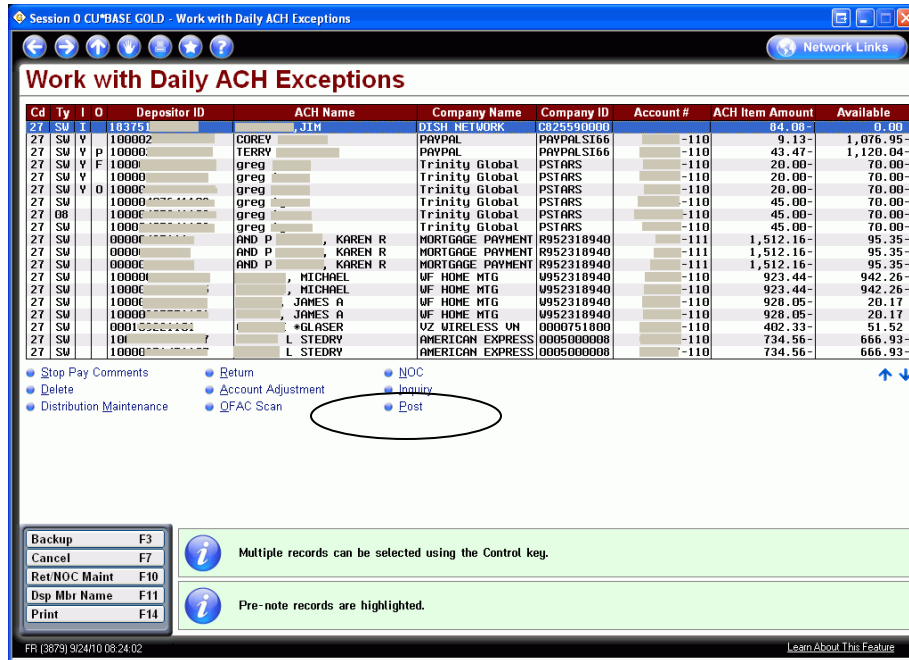 Session 0 CU*BASE GOLD - Work with Daily ACH Exceptions
Network Links
Work with Daily ACH Exceptions
Cd Ty I O Depositor ID ACH Name Company Name Company ID Account # ACH Item Amount Available
27 SW I 183751 ,JIM DISH NETWORK C825590000 84.08- 0.00
27 SW Y 100002 COREY PAYPAL PAYPALSI66 -110 9.13- 1,076.95-
27 SW Y P 10000 TERRY PAYPAL PAYPALSI66 -110 43.47- 1,120.04-
27 SW Y F 1000 greg Trinity Global PSTARS -110 20.00- 70.00-
27 SW Y 10000 greg Trinity Global PSTARS -110 20.00- 70.00-
27 SW Y O 10000 greg Trinity Global PSTARS -110 20.00- 70.00-
27 SW 10000 greg Trinity Global PSTARS -110 45.00- 70.00-
27 08 10000 greg Trinity Global PSTARS -110 45.00- 70.00-
27 SW 1000 greg Trinity Global PSTARS -110 45.00- 70.00-
27 SW 0000 AND P , KAREN R MORTGAGE PAYMENT R952318940 -111 1,512.16- 95.35-
27 SW 0000 AND P , KAREN R MORTGAGE PAYMENT R952318940 -111 1,512.16- 95.35-
27 SW 0000 AND P , KAREN R MORTGAGE PAYMENT R952318940 -111 1,512.16- 95.35-
27 SW 10000 , MICHAEL WF HOME MTG W952318940 -110 923.44- 942.26-
27 SW 10000 , MICHAEL WF HOME MTG W952318940 -110 923.44- 942.26-
27 SW 1000 , JAMES A WF HOME MTG W952318940 -110 928.05- 20.17
27 SW 10000 , JAMES A WF HOME MTG W952318940 -110 928.05- 20.17
27 SW 0001 *GLASER VZ WIRELESS VN 0000751800 -110 402.33- 51.52
27 SW 10 L STEDRY AMERICAN EXPRESS 0005000008 -110 734.56- 666.93-
27 SW 10000 L STEDRY AMERICAN EXPRESS 0005000008 -110 734.56- 666.93-
Stop Pay Comments Return NOC
Delete Account Adjustment Inquiry
Distribution Maintenance OFAC Scan Post
Backup F3
Cancel F7
Ret/NOC Maint F10
Dsp Mbr Name F11
Print F14
Multiple records can be selected using the Control key.
Pre-note records are highlighted.
FR (3879) 9/24/10 08:24:02
Learn About This Feature